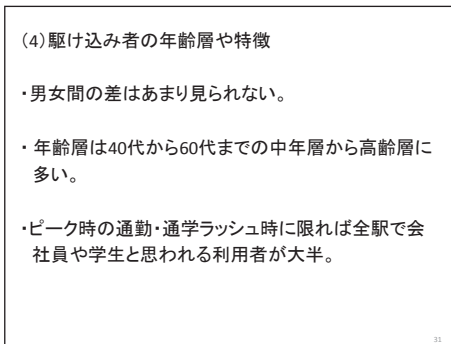 (4)駆け込み者の年齢層や特徴
・男女間の差はあまり見られない。
・ 年齢層は40代から60代までの中年層から高齢層に
多い。
・ピーク時の通勤・通学ラッシュ時に限れば全駅で会
社員や学生と思われる利用者が大半。
31